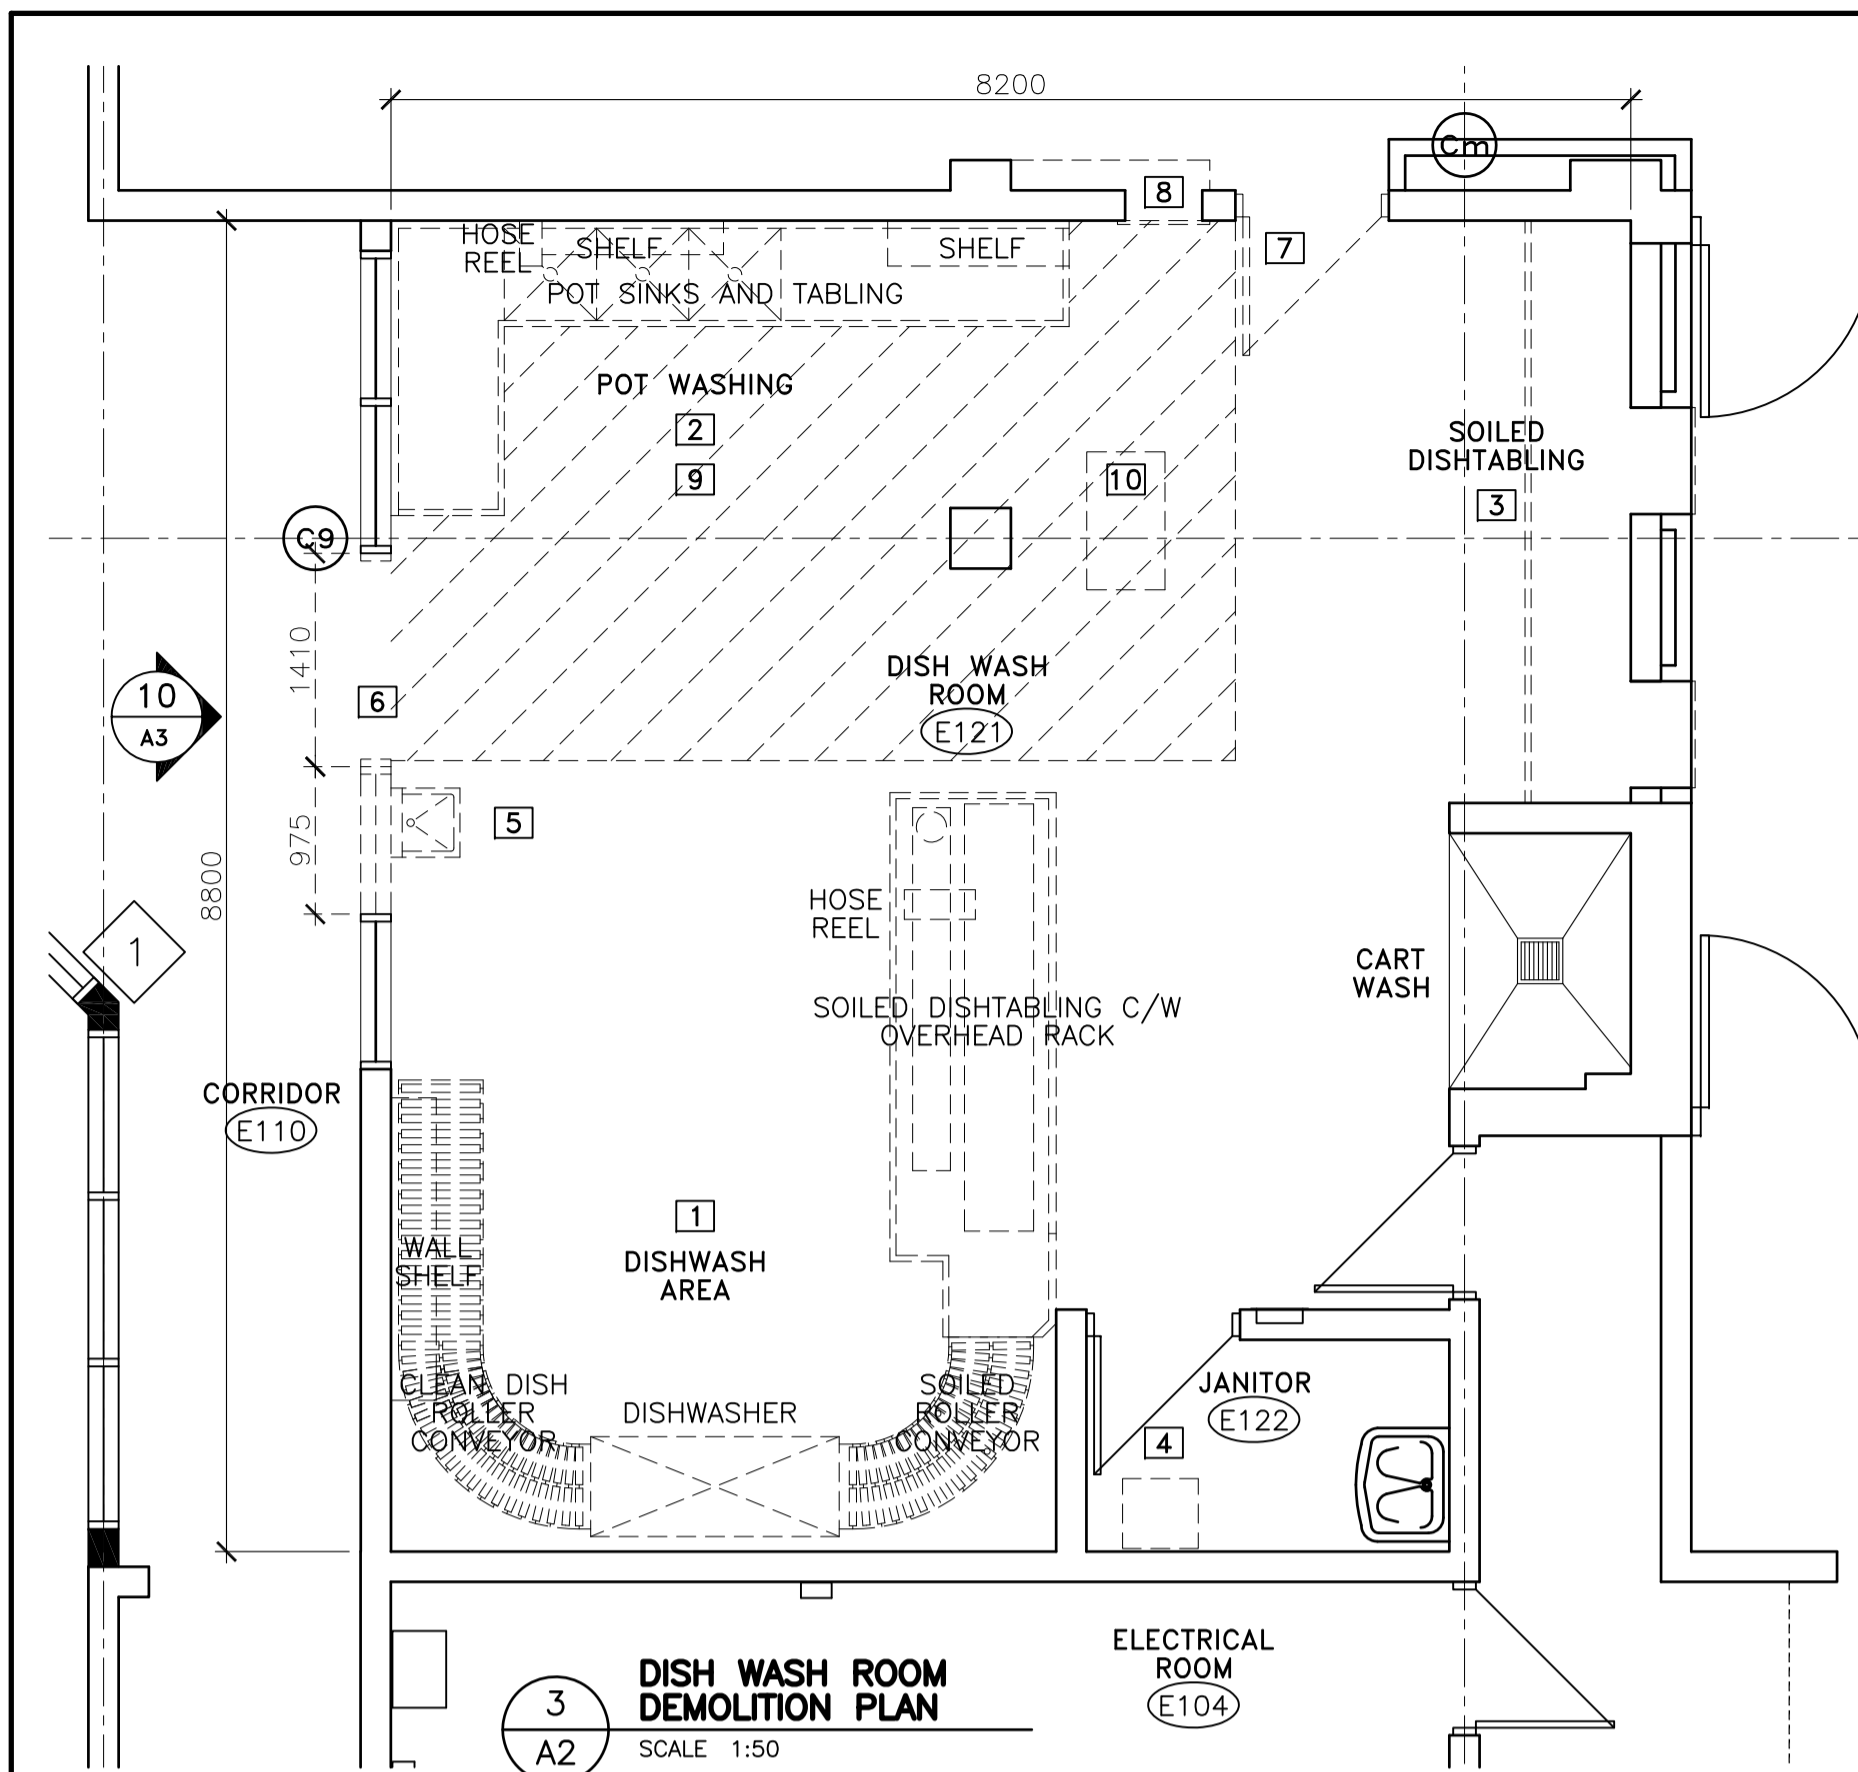 8200
Cm
8
HOSE
REEL
SHELF
SHELF
7
POT SINKS AND TABLING
POT WASHING
2
9
10
SOILED
DISHTABLING
3
C9
1410
6
10
A3
DISH WASH
ROOM
E121
975
5
8800
HOSE
REEL
1
CART
WASH
SOILED DISHTABLING C/W
OVERHEAD RACK
CORRIDOR
E110
1
DISHWASH
AREA
WALL
SHELF
CLEAN DISH
ROLLER
CONVEYOR
DISHWASHER
SOILED
ROLLER
CONVEYOR
JANITOR
E122
4
ELECTRICAL
ROOM
E104
3
A2
DISH WASH ROOM
DEMOLITION PLAN
SCALE 1:50